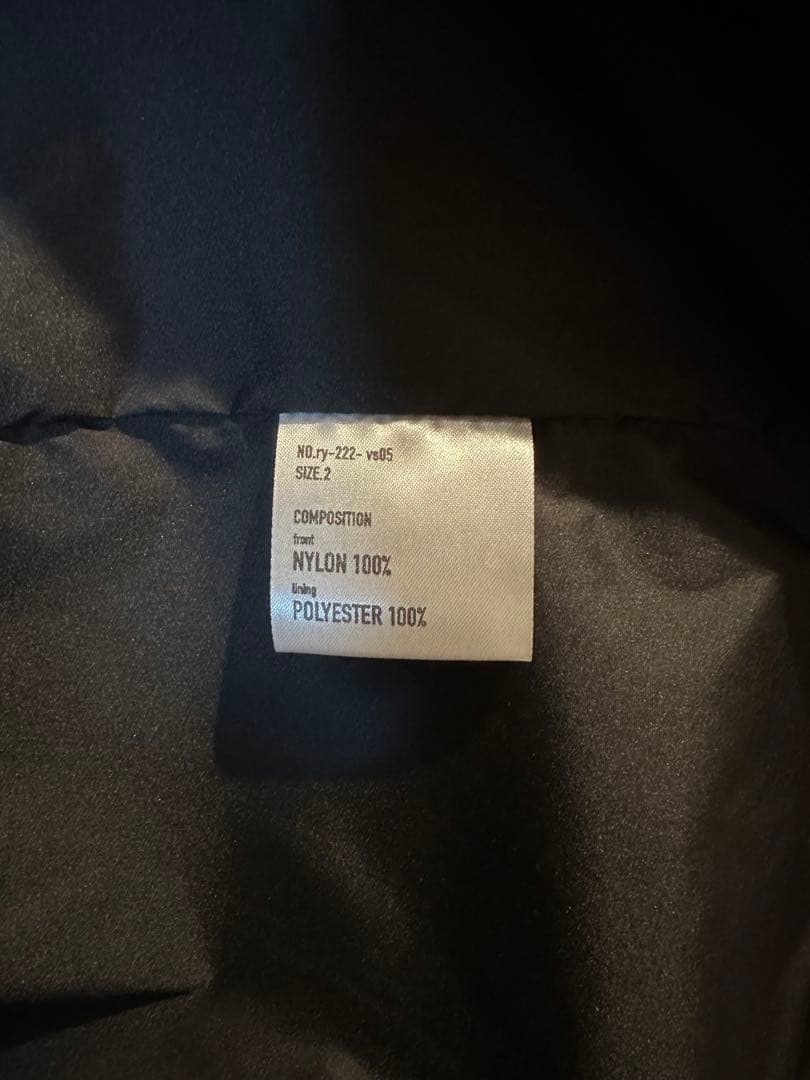 NO.ry-222- vs05
SIZE.2
COMPOSITION
front
NYLON 100%
lining
POLYESTER 100%